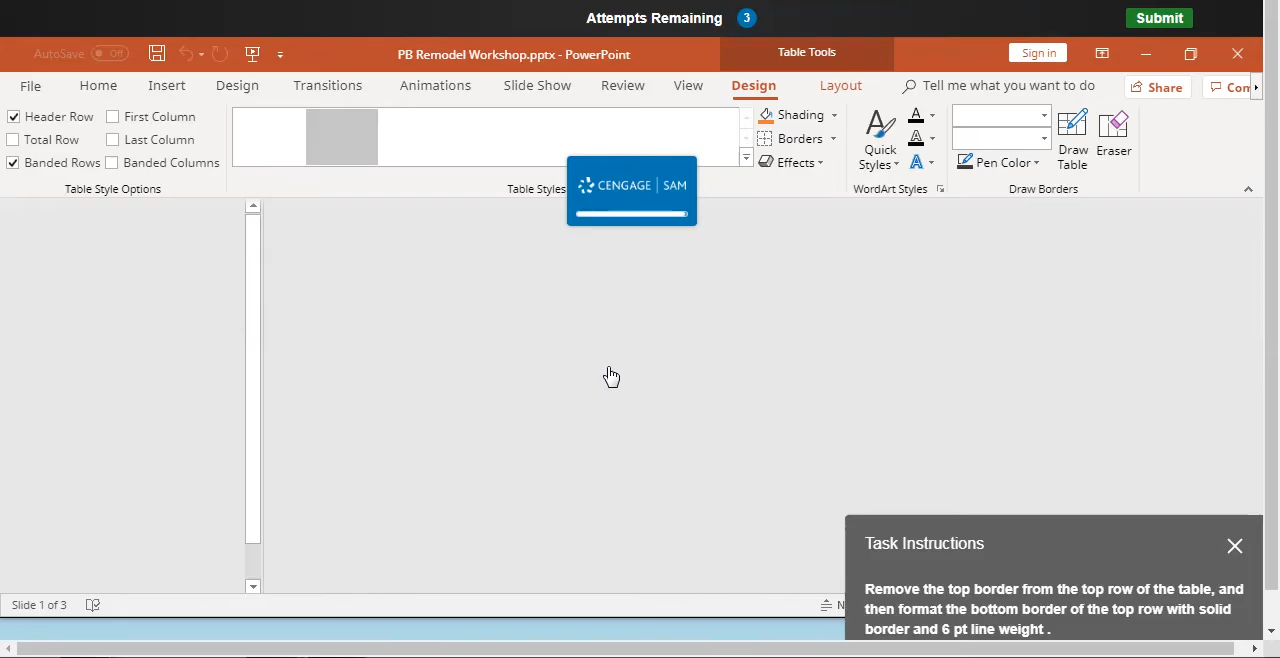 Attempts Remaining 3 Submit
AutoSave Off PB Remodel Workshop.pptx - PowerPoint Table Tools Sign in
File Home Insert Design Transitions Animations Slide Show Review View Design Layout Tell me what you want to do Share Com
Header Row First Column Shading
Total Row Last Column Borders
Banded Rows Banded Columns Effects
Quick Styles
A
A
A
Pen Color
Draw Table
Eraser
Table Style Options Table Styles WordArt Styles Draw Borders
CENGAGE | SAM
Task Instructions
Remove the top border from the top row of the table, and
then format the bottom border of the top row with solid
border and 6 pt line weight .
Slide 1 of 3 N